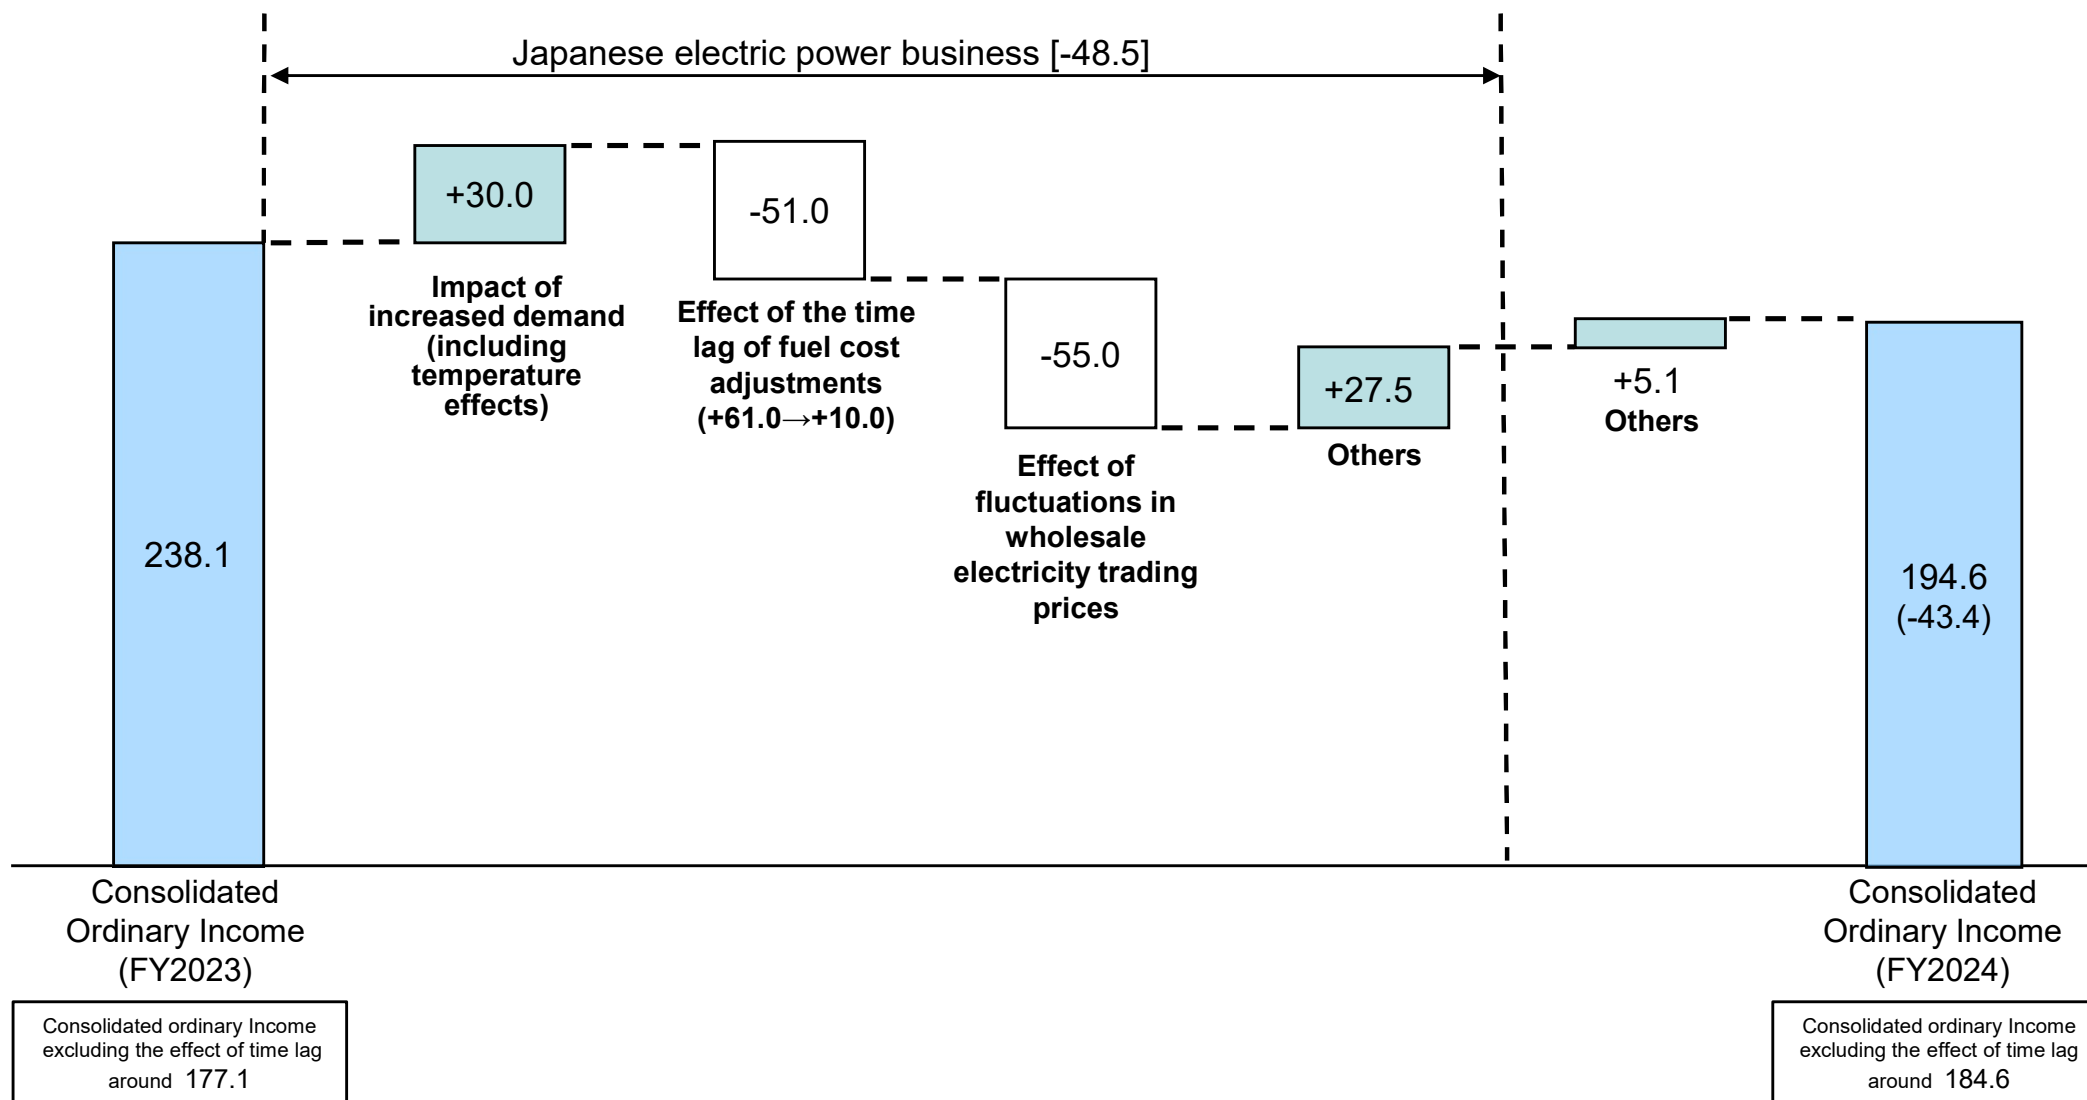 Japanese electric power business [-48.5]
+30.0
Impact of
increased demand
(including
temperature
effects)
-51.0
Effect of the time
lag of fuel cost
adjustments
(+61.0→+10.0)
-55.0
Effect of
fluctuations in
wholesale
electricity trading
prices
+27.5
Others
+5.1
Others
238.1
194.6
(-43.4)
Consolidated
Ordinary Income
(FY2023)
Consolidated
Ordinary Income
(FY2024)
Consolidated ordinary Income
excluding the effect of time lag
around 177.1
Consolidated ordinary Income
excluding the effect of time lag
around 184.6